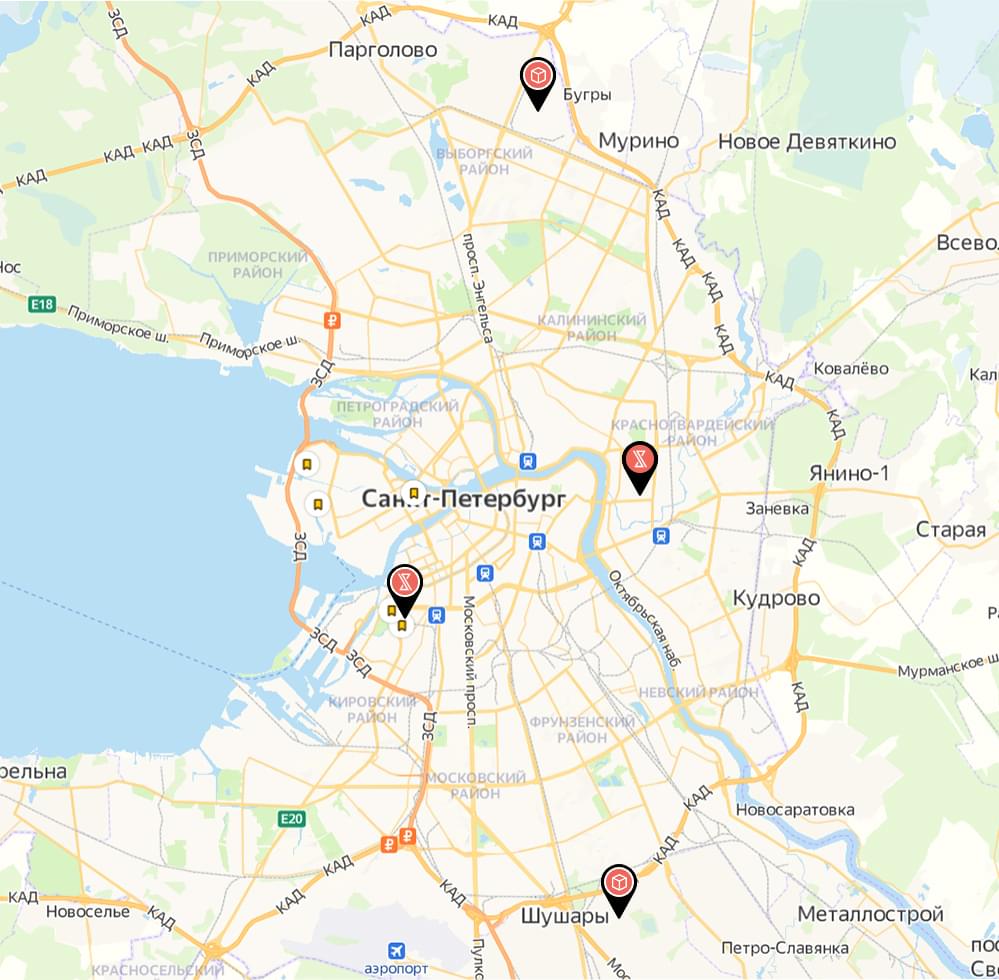 ЗСД
КАД
КАД
Парголово
КАД
Бугры
КАД
КАД
ЗСД
Мурино
Новое Девяткино
ВЫБОРГСКИЙ
РАЙОН
КАД
КАД
просп. Энгельса
КАД
Всево
ПРИМОРСКИЙ
РАЙОН
КАД
E18
Приморское ш.
Приморское ш.
КАЛИНИНСКИЙ
РАЙОН
КАД
ЗСД
КАД
Ковалёво
Кал
ПЕТРОГРАДСКИЙ
РАЙОН
КРАСНОГВАРДЕЙСКИЙ
РАЙОН
КАД
Янино-1
Санкт-Петербург
Заневка
Старая
ЗСД
КАД
Октябрьская наб.
Кудрово
Московский просп.
ЗСД
ЗСД
Мурманское ш
КИРОВСКИЙ
РАЙОН
НЕВСКИЙ РАЙОН
КАД
ЗСД
ФРУНЗЕНСКИЙ
РАЙОН
рельна
МОСКОВСКИЙ
РАЙОН
КАД
E20
Новосаратовка
КАД
КАД
КАД
КАД
КАД
Новоселье
Шушары
Металлострой
Пулко
Мос
Петро-Славянка
пос
Св
КРАСНОСЕЛЬСКИЙ
аэропорт